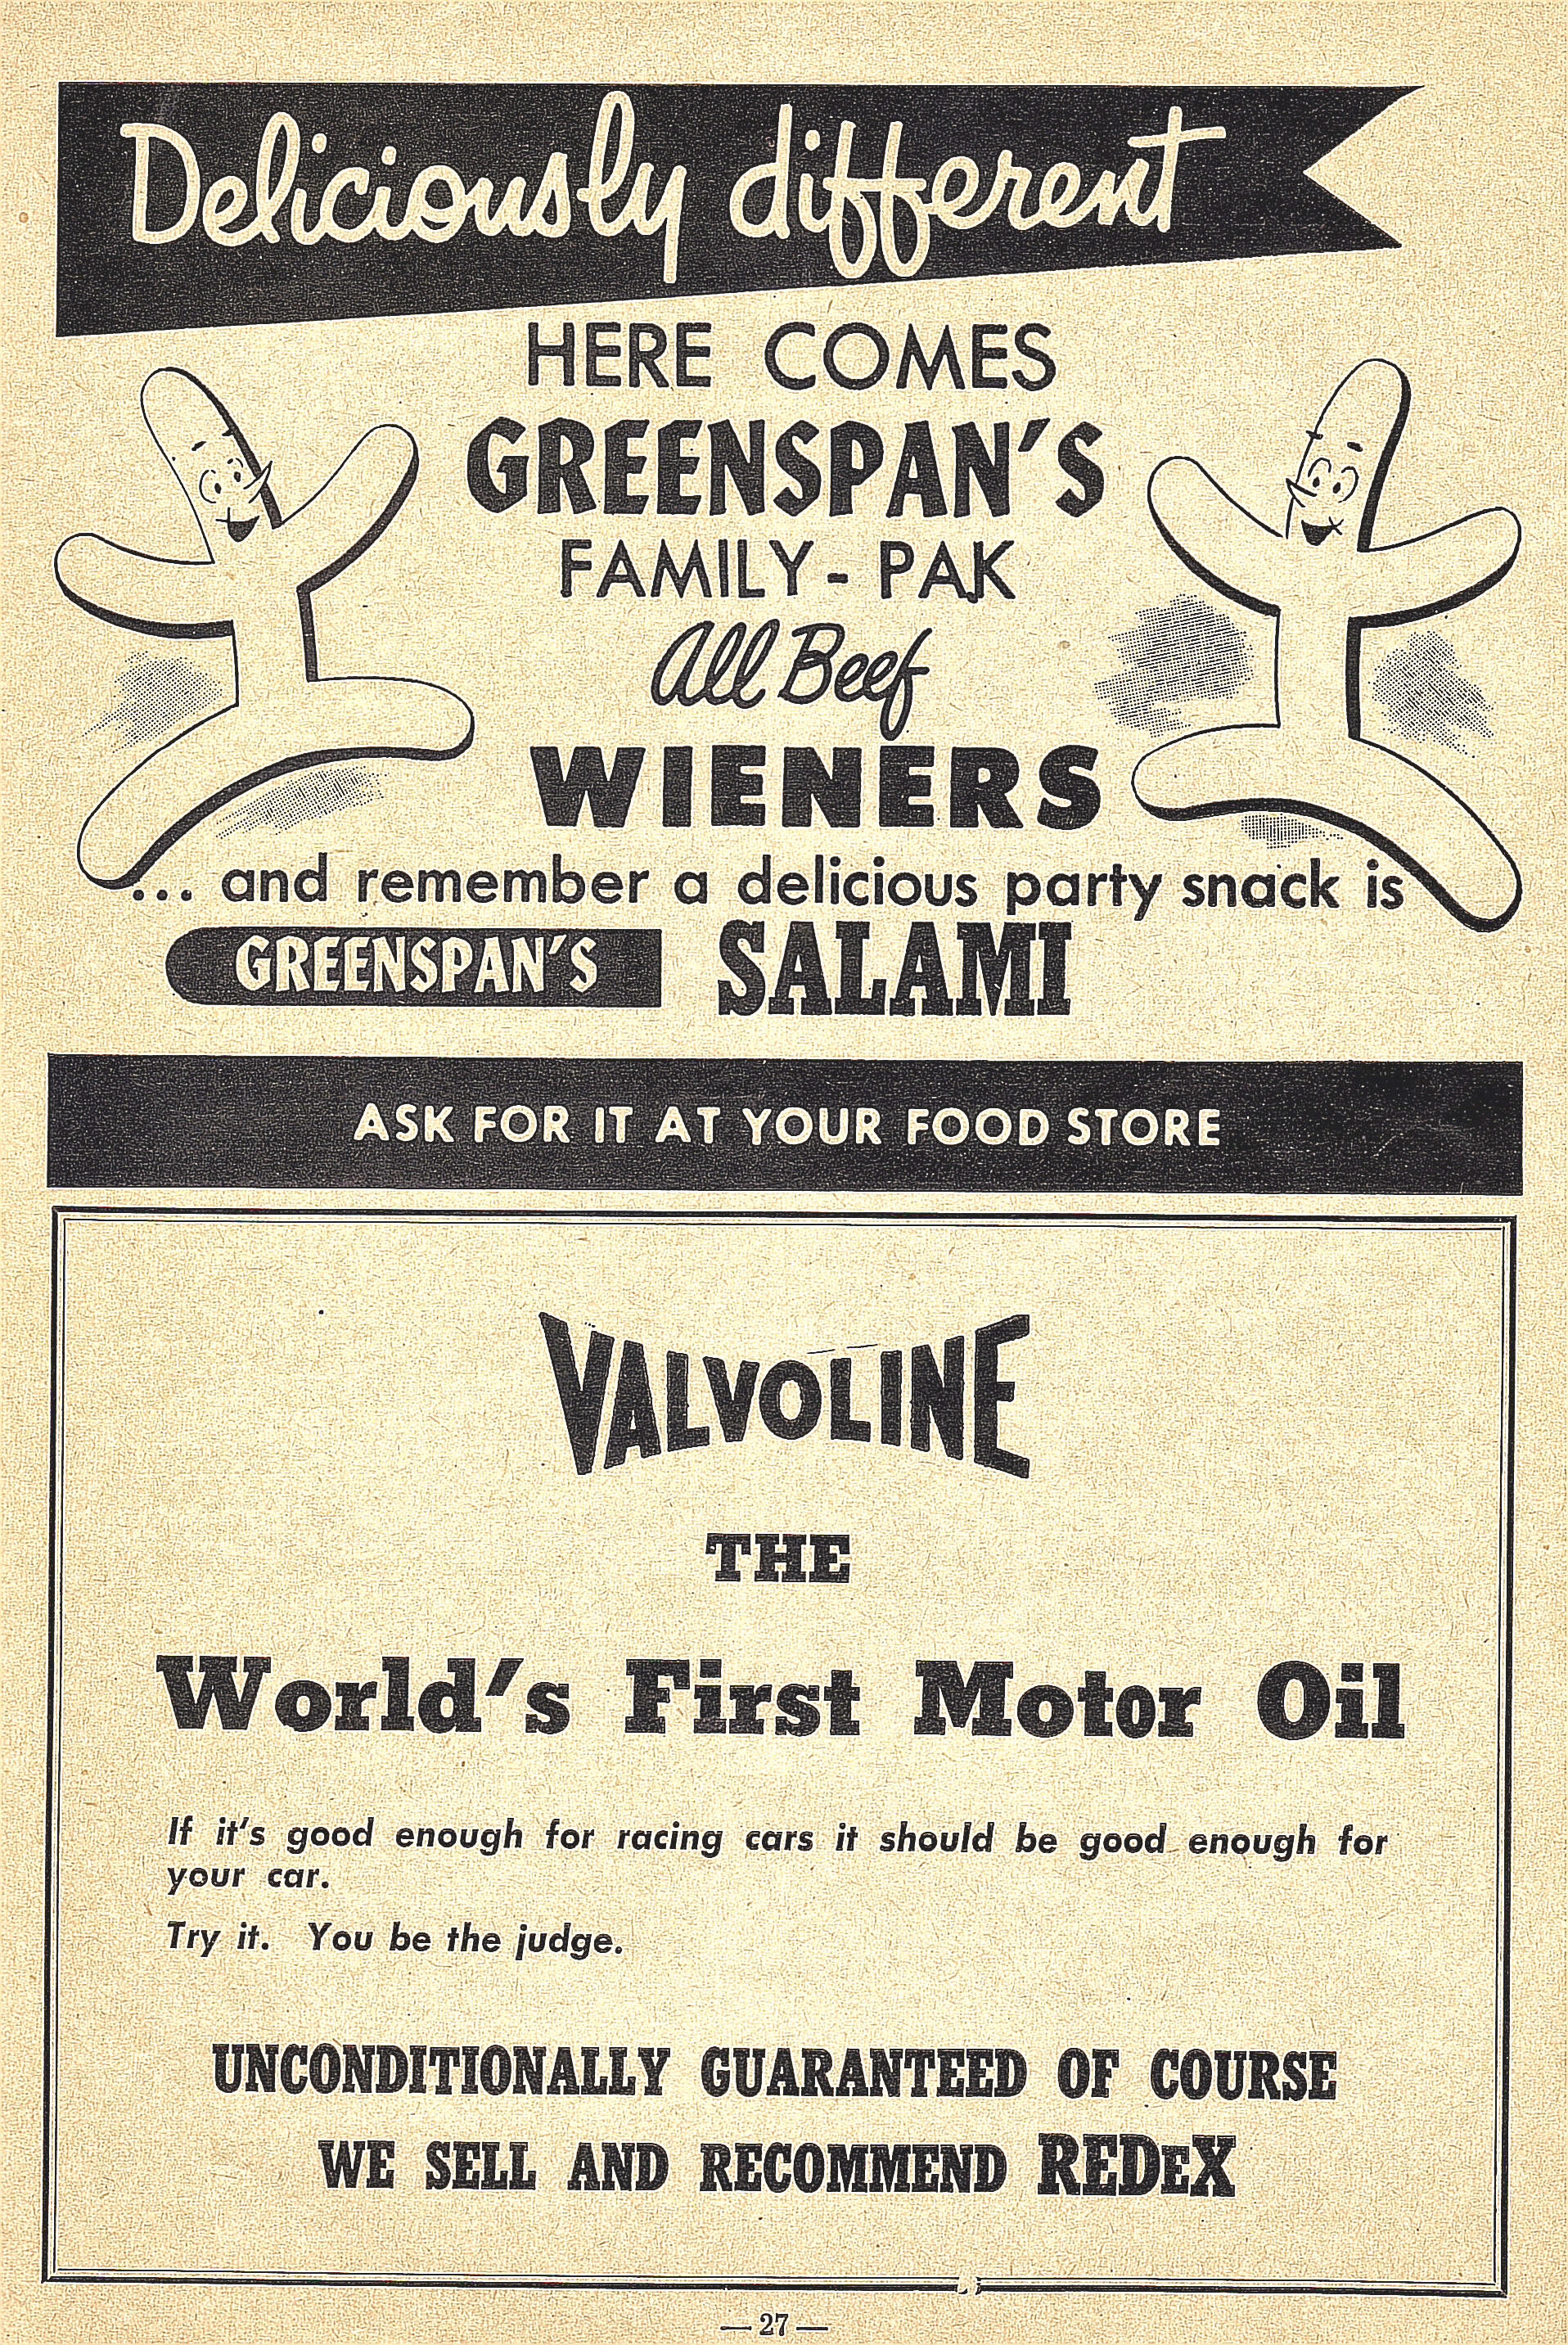 Deliciously different
HERE COMES
GREENSPAN'S
FAMILY - PAK
All Beef
WIENERS
... and remember a delicious party snack is
GREENSPAN'S SALAMI
ASK FOR IT AT YOUR FOOD STORE
VALVOLINE
THE
World's First Motor Oil
If it's good enough for racing cars it should be good enough for
your car.
Try it. You be the judge.
UNCONDITIONALLY GUARANTEED OF COURSE
WE SELL AND RECOMMEND REDeX
— 27 —